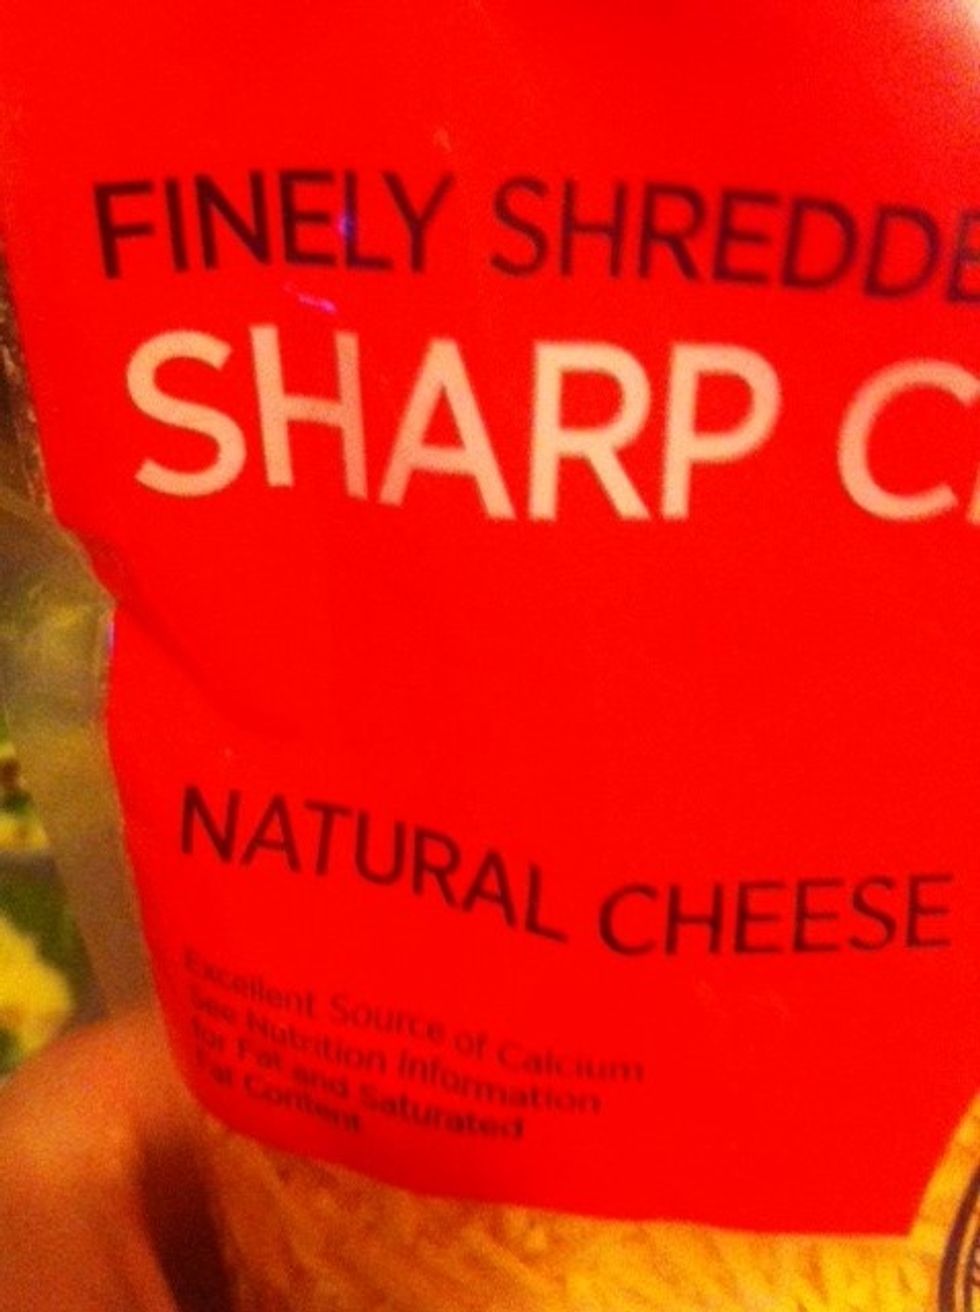 FINELY SHREDDE
SHARP C
NATURAL CHEESE
Excellent Source of Calcium
See Nutrition Information
for Fat and Saturated
Fat Content